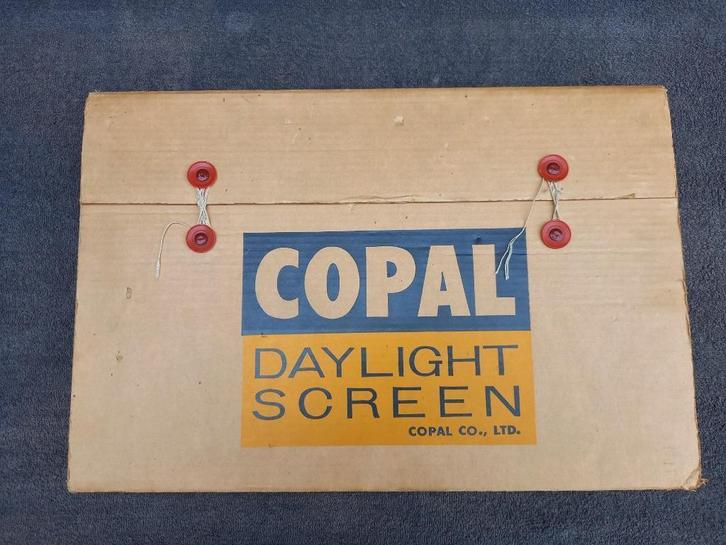 COPAL
DAYLIGHT
SCREEN
COPAL CO., LTD.